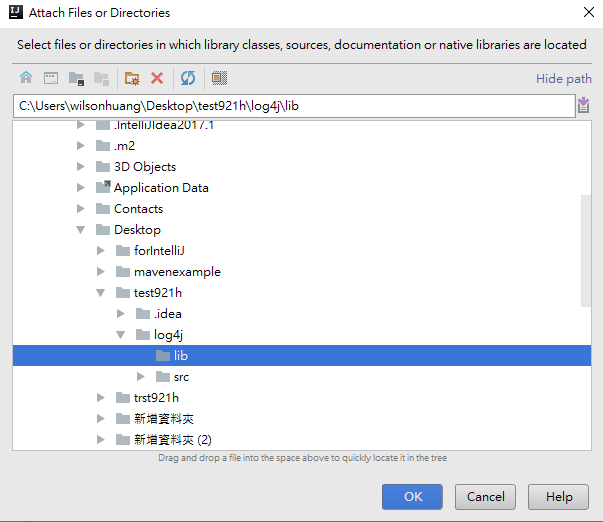 Attach Files or Directories
Select files or directories in which library classes, sources, documentation or native libraries are located
Hide path
C:\Users\wilsonhuang\Desktop\test921h\log4j\lib
.IntelliJIdea2017.1
.m2
3D Objects
Application Data
Contacts
Desktop
forIntelliJ
mavenexample
test921h
.idea
log4j
lib
src
trst921h
新增資料夾
新增資料夾 (2)
Drag and drop a file into the space above to quickly locate it in the tree
OK Cancel Help